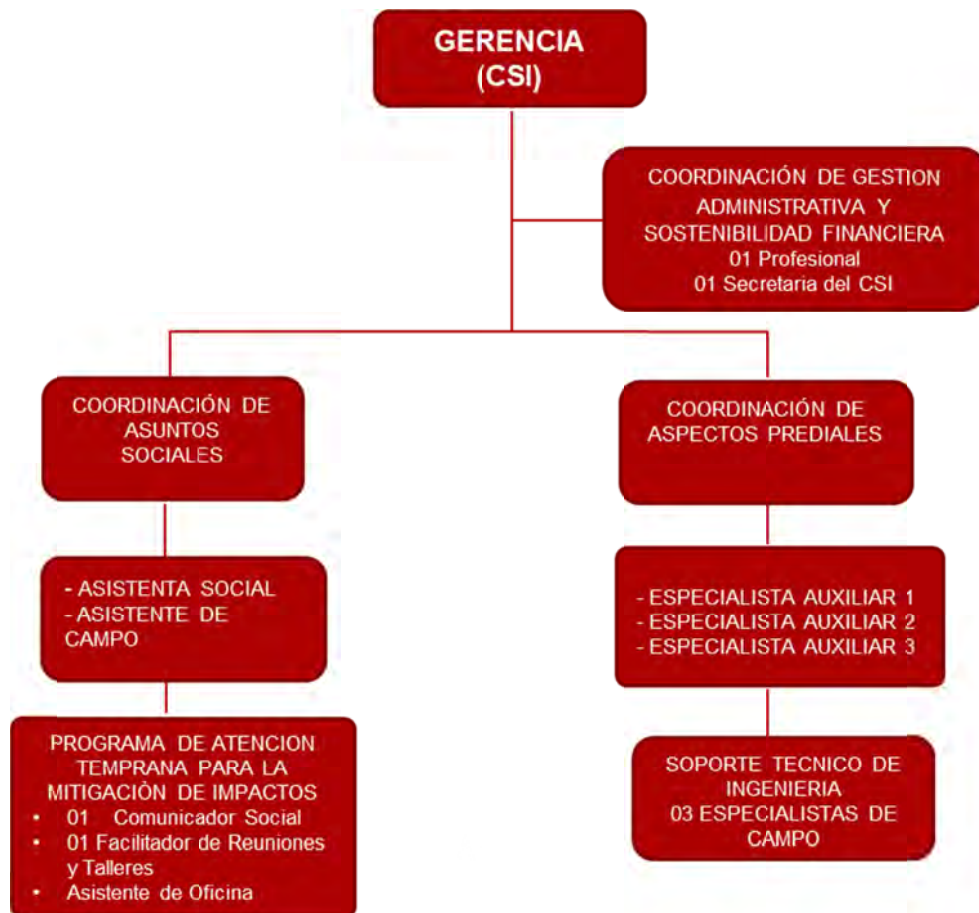 GERENCIA
(CSI)
COORDINACIÓN DE GESTION
ADMINISTRATIVA Y
SOSTENIBILIDAD FINANCIERA
01 Profesional
01 Secretaria del CSI
COORDINACIÓN DE
ASUNTOS
SOCIALES
COORDINACIÓN DE
ASPECTOS PREDIALES
- ASISTENTA SOCIAL
- ASISTENTE DE
CAMPO
- ESPECIALISTA AUXILIAR 1
- ESPECIALISTA AUXILIAR 2
- ESPECIALISTA AUXILIAR 3
PROGRAMA DE ATENCION
TEMPRANA PARA LA
MITIGACIÒN DE IMPACTOS
• 01 Comunicador Social
• 01 Facilitador de Reuniones
y Talleres
• Asistente de Oficina
SOPORTE TECNICO DE
INGENIERIA
03 ESPECIALISTAS DE
CAMPO